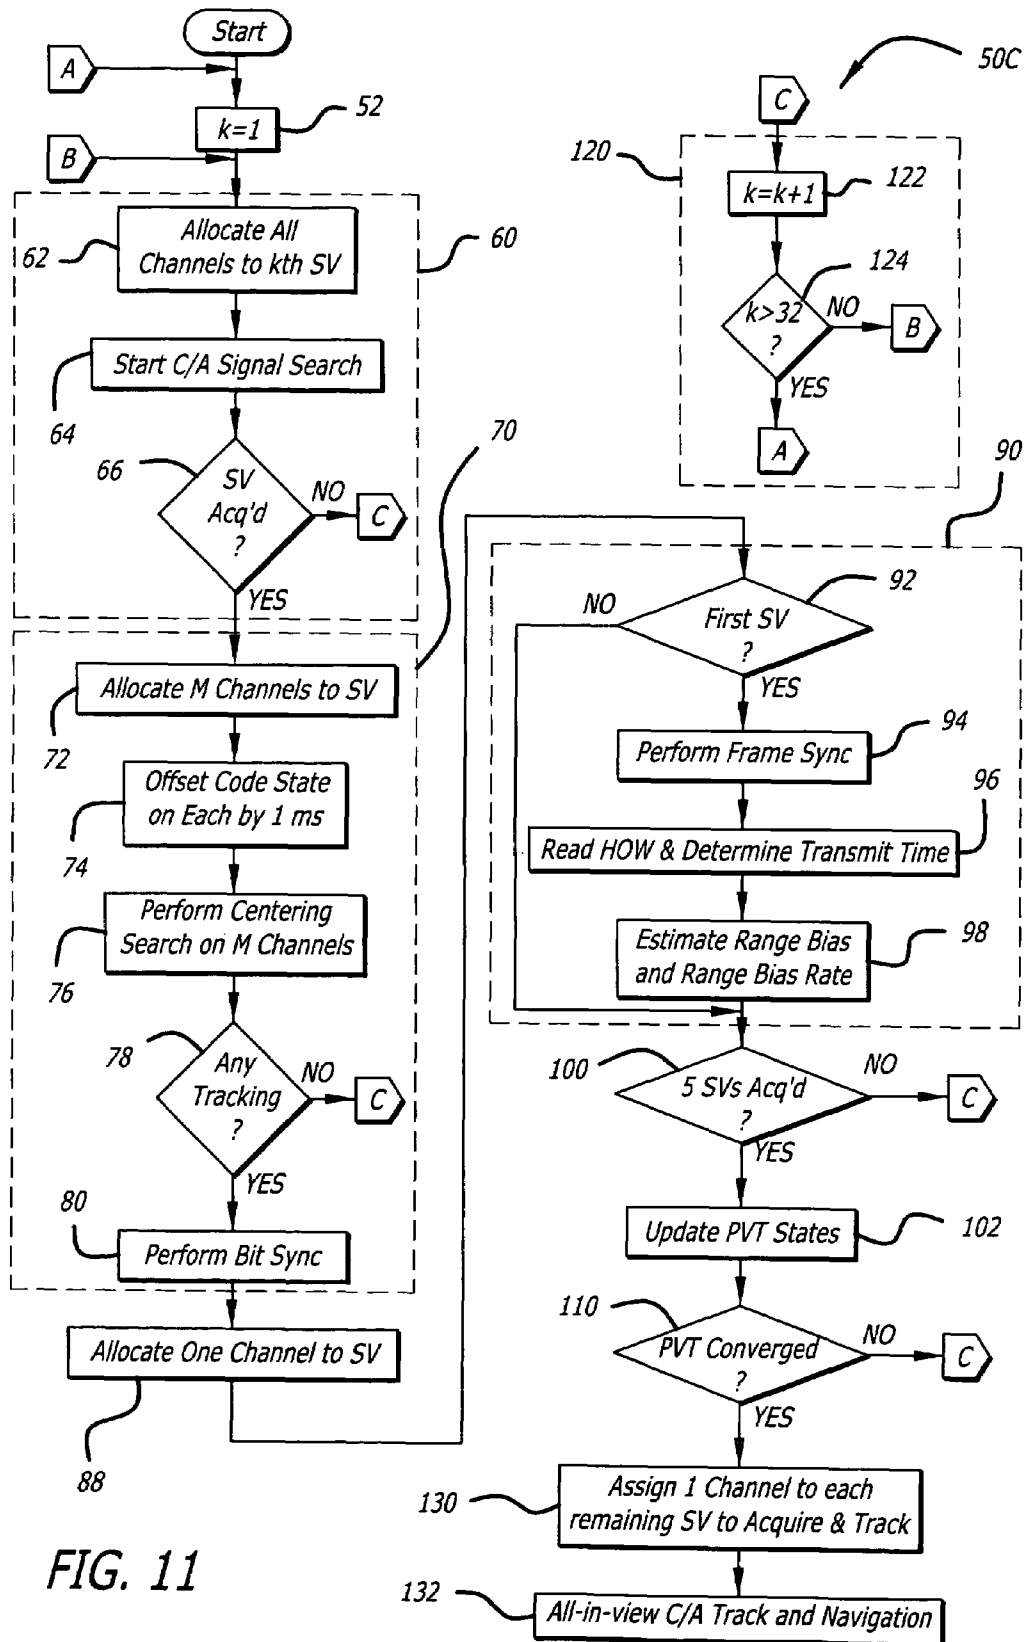 Start
A
k=1
52
B
60
62
Allocate All
Channels to kth SV
Start C/A Signal Search
64
66
SV
Acq'd
?
NO
C
YES
70
Allocate M Channels to SV
72
Offset Code State
on Each by 1 ms
74
Perform Centering
Search on M Channels
76
78
Any
Tracking
?
NO
C
YES
80
Perform Bit Sync
Allocate One Channel to SV
88
50C
C
120
k=k+1
122
124
k>32
?
NO
B
YES
A
90
92
First SV
?
NO
YES
Perform Frame Sync
94
96
Read HOW & Determine Transmit Time
Estimate Range Bias
and Range Bias Rate
98
100
5 SVs Acq'd
?
NO
C
YES
Update PVT States
102
110
PVT Converged
?
NO
C
YES
130
Assign 1 Channel to each
remaining SV to Acquire & Track
132
All-in-view C/A Track and Navigation
FIG. 11